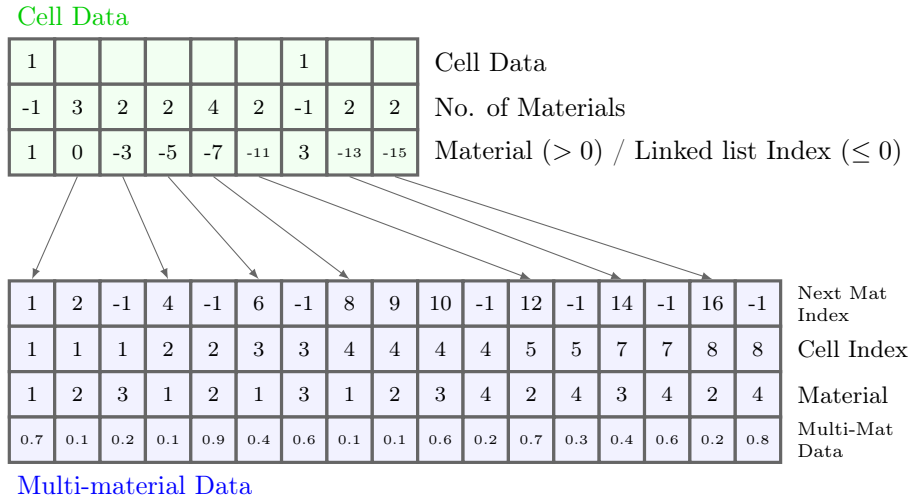 Cell Data
1 1 Cell Data
-1 3 2 2 4 2 -1 2 2 No. of Materials
1 0 -3 -5 -7 -11 3 -13 -15 Material (> 0) / Linked list Index (≤ 0)
1 2 -1 4 -1 6 -1 8 9 10 -1 12 -1 14 -1 16 -1 Next Mat
Index
1 1 1 2 2 3 3 4 4 4 4 5 5 7 7 8 8 Cell Index
1 2 3 1 2 1 3 1 2 3 4 2 4 3 4 2 4 Material
0.7 0.1 0.2 0.1 0.9 0.4 0.6 0.1 0.1 0.6 0.2 0.7 0.3 0.4 0.6 0.2 0.8 Multi-Mat
Data
Multi-material Data